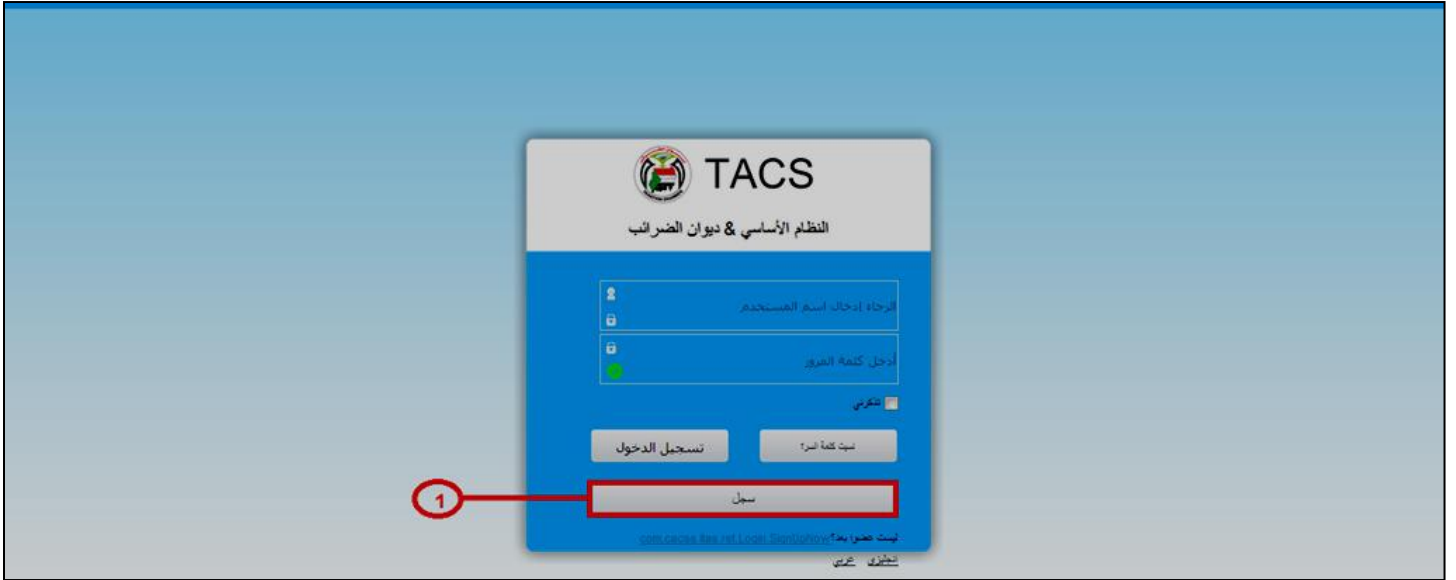 TACS
النظام الأساسي & ديوان الضرائب
الرجاء إدخال اسم المستخدم
أدخل كلمة المرور
تذكرني
نسيت كلمة السر؟
تسجيل الدخول
1
سجل
ليست عضوا بعد؟
انجليزى عربي